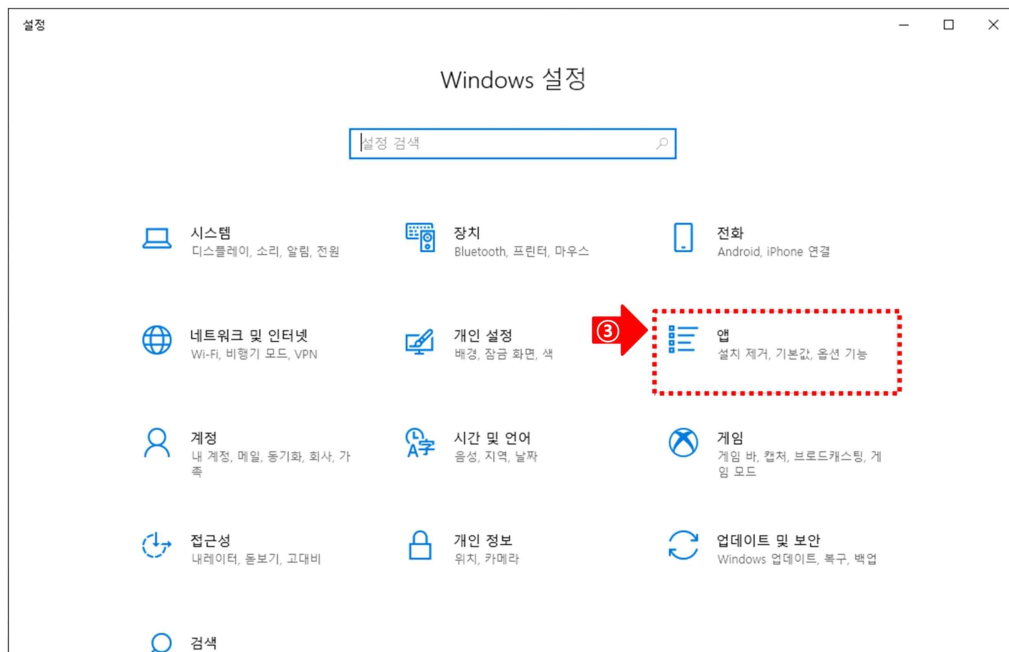 설정
Windows 설정
설정 검색
시스템
디스플레이, 소리, 알림, 전원
장치
Bluetooth, 프린터, 마우스
전화
Android, iPhone 연결
네트워크 및 인터넷
Wi-Fi, 비행기 모드, VPN
개인 설정
배경, 잠금 화면, 색
③
앱
설치 제거, 기본값, 옵션 기능
계정
내 계정, 메일, 동기화, 회사, 가
족
시간 및 언어
음성, 지역, 날짜
게임
게임 바, 캡처, 브로드캐스팅, 게
임 모드
접근성
내레이터, 돋보기, 고대비
개인 정보
위치, 카메라
업데이트 및 보안
Windows 업데이트, 복구, 백업
검색